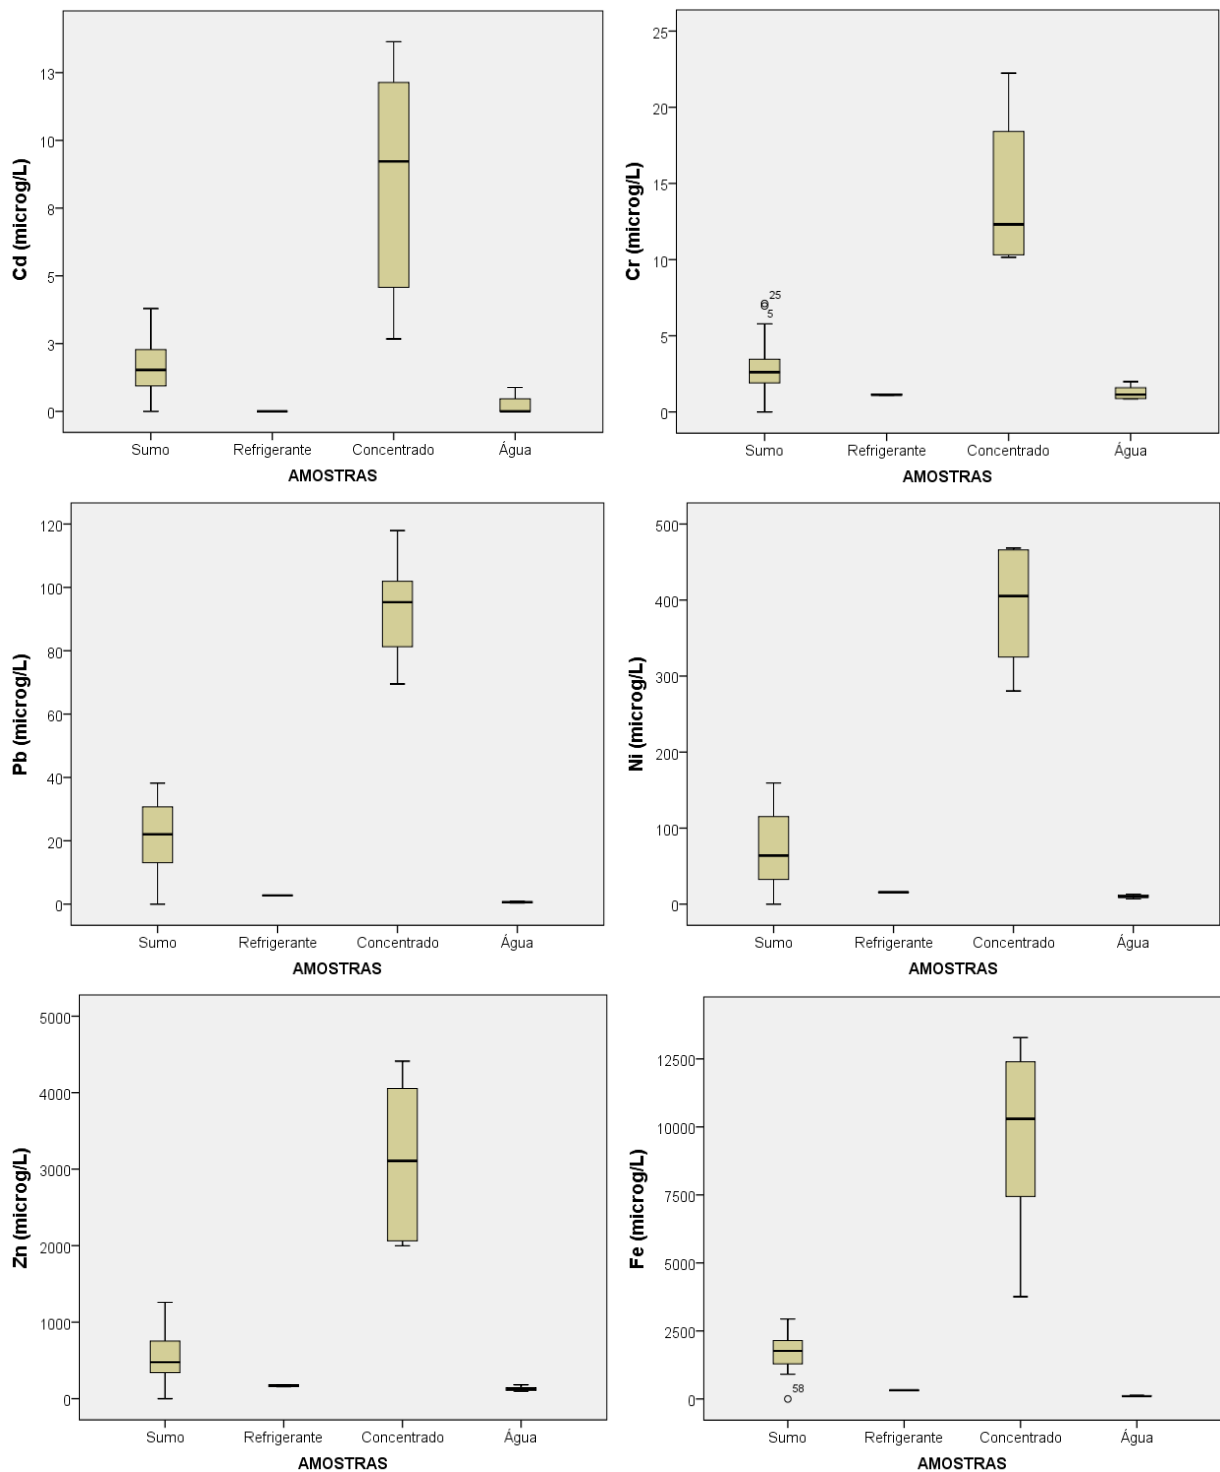 Cd (microg/L)
13
10
8
5
3
0
Sumo Refrigerante Concentrado Água
AMOSTRAS
Cr (microg/L)
25
20
15
10
5
0
25
5
Sumo Refrigerante Concentrado Água
AMOSTRAS
Pb (microg/L)
120
100
80
60
40
20
0
Sumo Refrigerante Concentrado Água
AMOSTRAS
Ni (microg/L)
500
400
300
200
100
0
Sumo Refrigerante Concentrado Água
AMOSTRAS
Zn (microg/L)
5000
4000
3000
2000
1000
0
Sumo Refrigerante Concentrado Água
AMOSTRAS
Fe (microg/L)
12500
10000
7500
5000
2500
0
58
Sumo Refrigerante Concentrado Água
AMOSTRAS